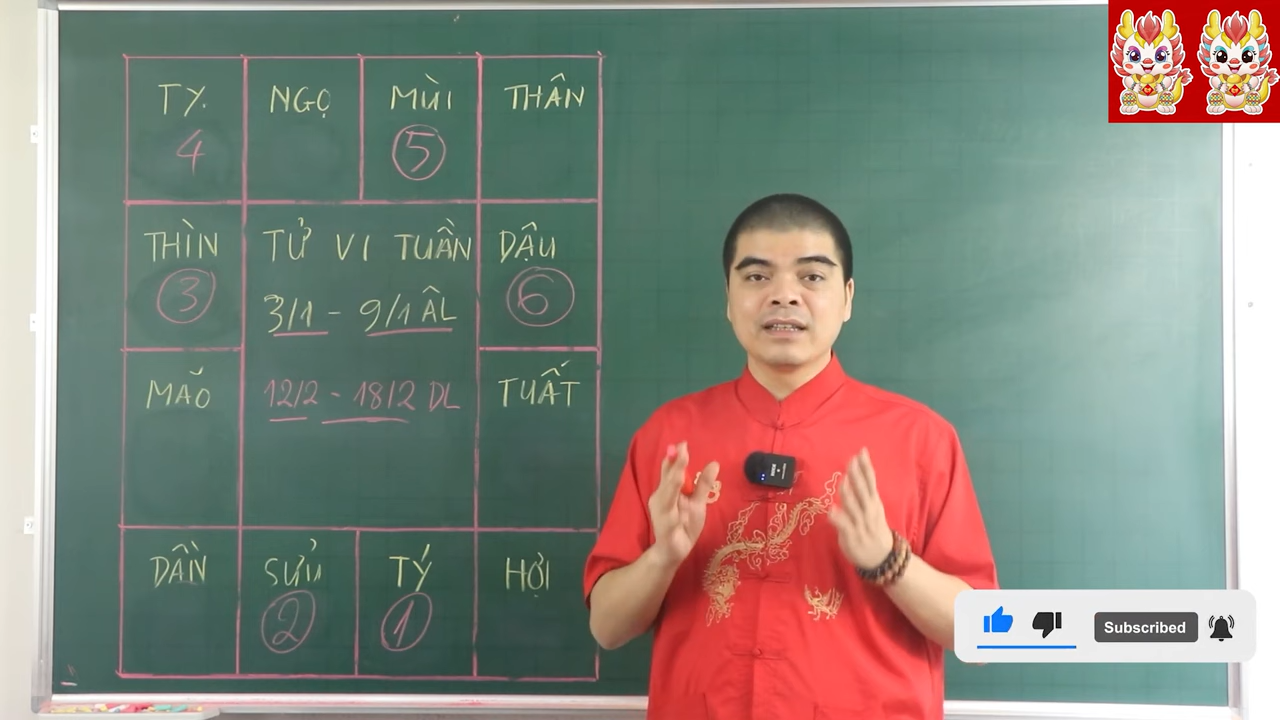 TỴ
NGỌ
MÙI
THÂN
4
5
THÌN
TỬ VI TUẦN
DẬU
3
3/1 - 9/1 ÂL
6
MÃO
12/2 - 18/2 DL
TUẤT
DẦN
SỬU
TÝ
HỢI
2
1
Subscribed